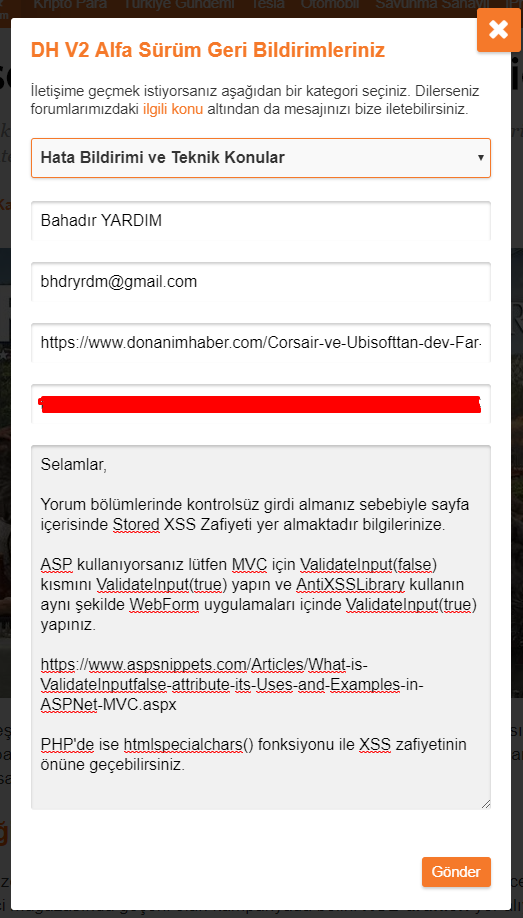 Kripto Para Türkiye Gündemi Tesla Otomobil Savunma Sanayii
DH V2 Alfa Sürüm Geri Bildirimleriniz
İletişime geçmek istiyorsanız aşağıdan bir kategori seçiniz. Dilerseniz
forumlarımızdaki ilgili konu altından da mesajınızı bize iletebilirsiniz.
Hata Bildirimi ve Teknik Konular
Bahadır YARDIM
bhdryrdm@gmail.com
https://www.donanimhaber.com/Corsair-ve-Ubisofttan-dev-Far-
Selamlar,
Yorum bölümlerinde kontrolsüz girdi almanız sebebiyle sayfa
içerisinde Stored XSS Zafiyeti yer almaktadır bilgilerinize.
ASP kullanıyorsanız lütfen MVC için ValidateInput(false)
kısmını ValidateInput(true) yapın ve AntiXSSLibrary kullanın
aynı şekilde WebForm uygulamaları içinde ValidateInput(true)
yapınız.
https://www.aspsnippets.com/Articles/What-is-
ValidateInputfalse-attribute-its-Uses-and-Examples-in-
ASPNet-MVC.aspx
PHP'de ise htmlspecialchars() fonksiyonu ile XSS zafiyetinin
önüne geçebilirsiniz.
Gönder